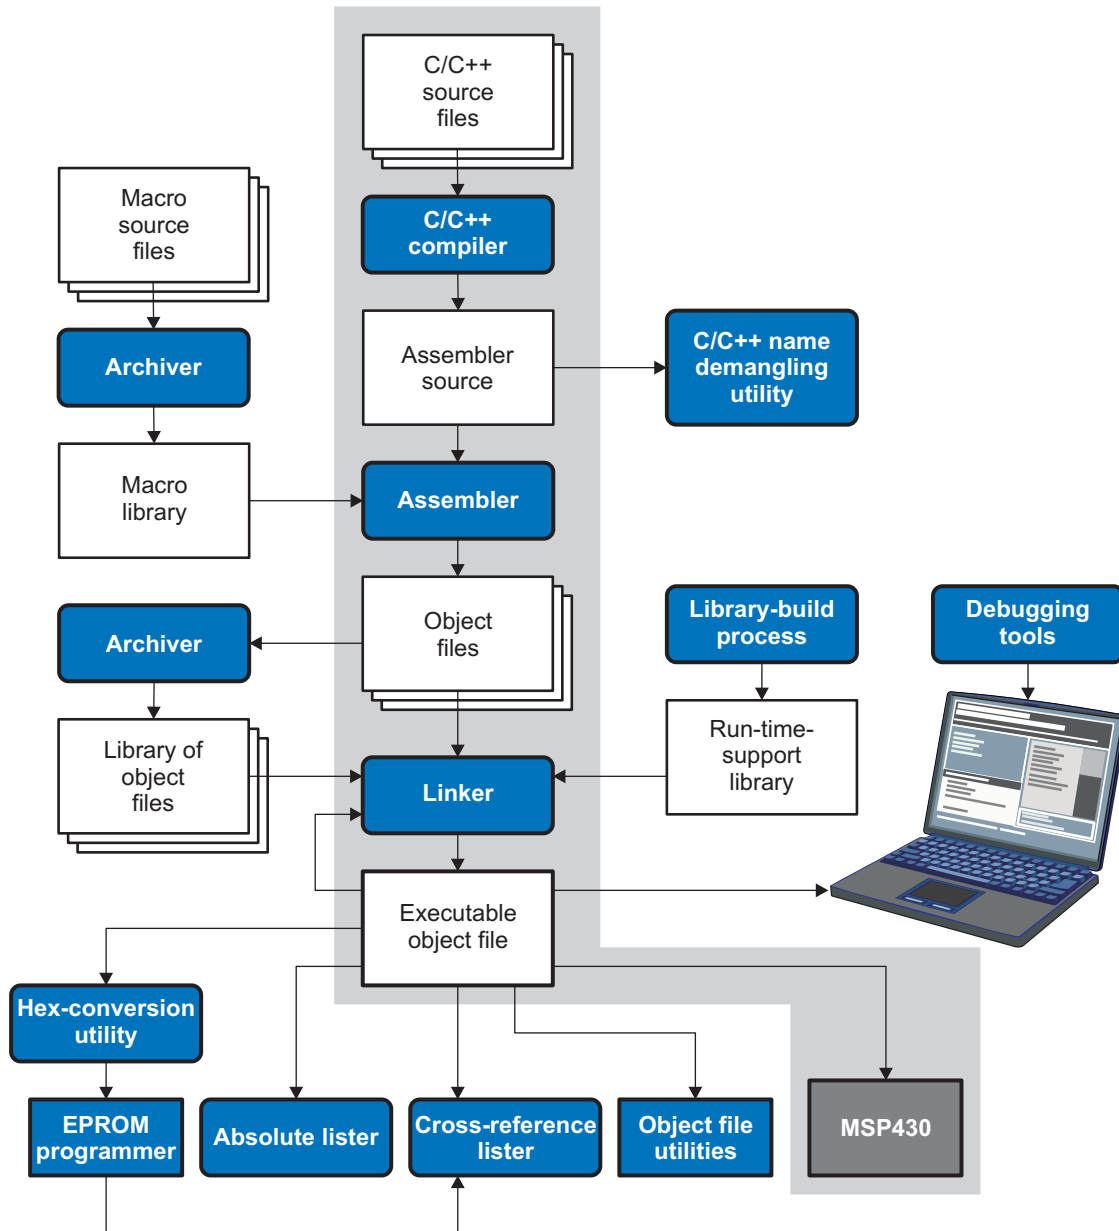 C/C++
source
files
Macro
source
files
C/C++
compiler
Archiver
Assembler
source
C/C++ name
demangling
utility
Macro
library
Assembler
Archiver
Object
files
Library-build
process
Debugging
tools
Library of
object
files
Linker
Run-time-
support
library
Executable
object file
Hex-conversion
utility
EPROM
programmer
Absolute lister
Cross-reference
lister
Object file
utilities
MSP430